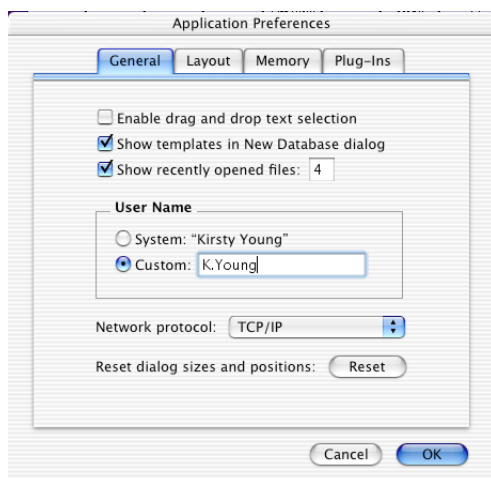 Application Preferences
General Layout Memory Plug-Ins
Enable drag and drop text selection
Show templates in New Database dialog
Show recently opened files: 4
User Name
System: “Kirsty Young”
Custom: K.Young
Network protocol: TCP/IP
Reset dialog sizes and positions: Reset
Cancel OK